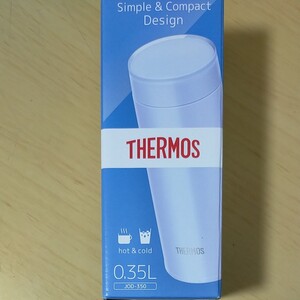 Simple & Compact
Design
THERMOS
hot & cold
THERMOS
0.35L
JOD-350